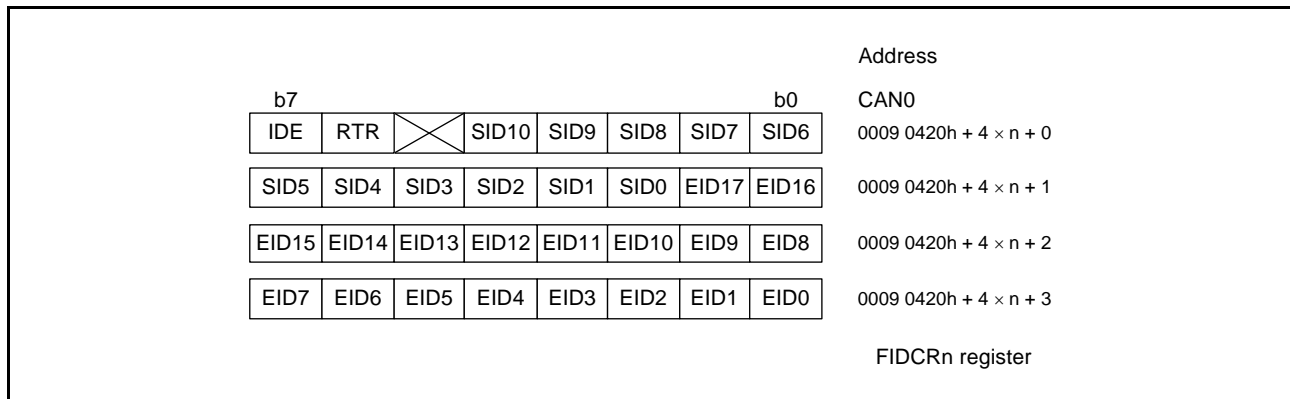 Address
b7 b0 CAN0
IDE RTR SID10 SID9 SID8 SID7 SID6 0009 0420h + 4 × n + 0
SID5 SID4 SID3 SID2 SID1 SID0 EID17 EID16 0009 0420h + 4 × n + 1
EID15 EID14 EID13 EID12 EID11 EID10 EID9 EID8 0009 0420h + 4 × n + 2
EID7 EID6 EID5 EID4 EID3 EID2 EID1 EID0 0009 0420h + 4 × n + 3
FIDCRn register